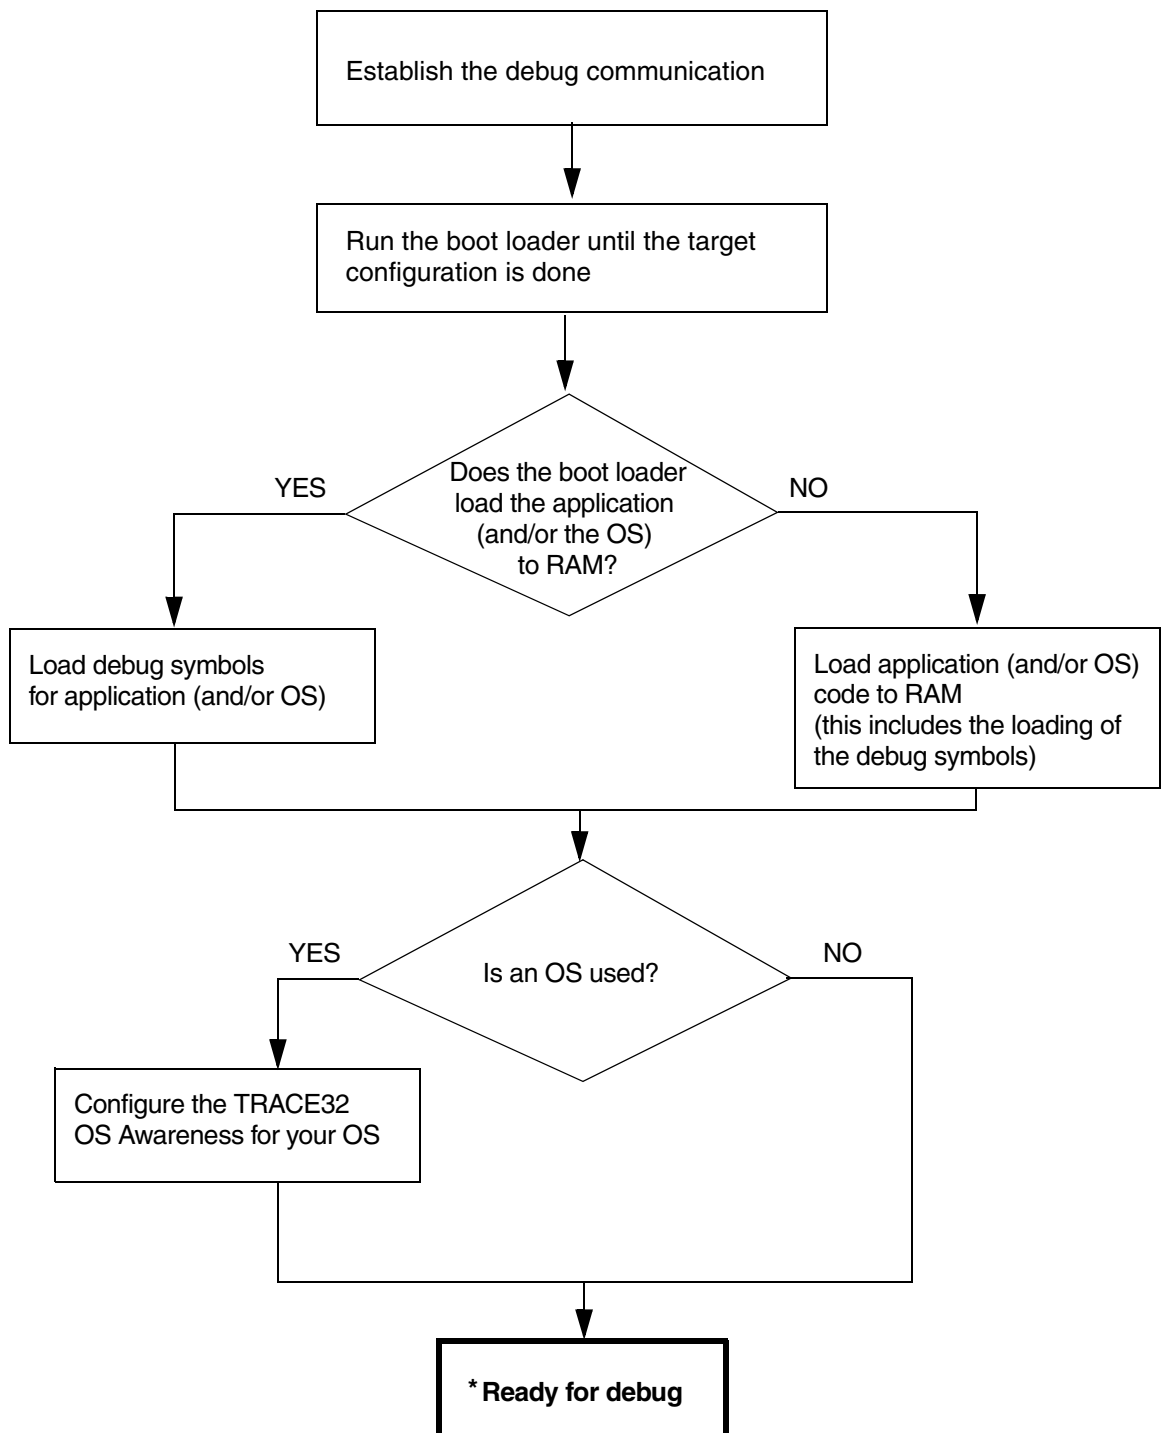 Establish the debug communication
Run the boot loader until the target
configuration is done
YES
Does the boot loader
load the application
(and/or the OS)
to RAM?
NO
Load debug symbols
for application (and/or OS)
Load application (and/or OS)
code to RAM
(this includes the loading of
the debug symbols)
YES
Is an OS used?
NO
Configure the TRACE32
OS Awareness for your OS
* Ready for debug